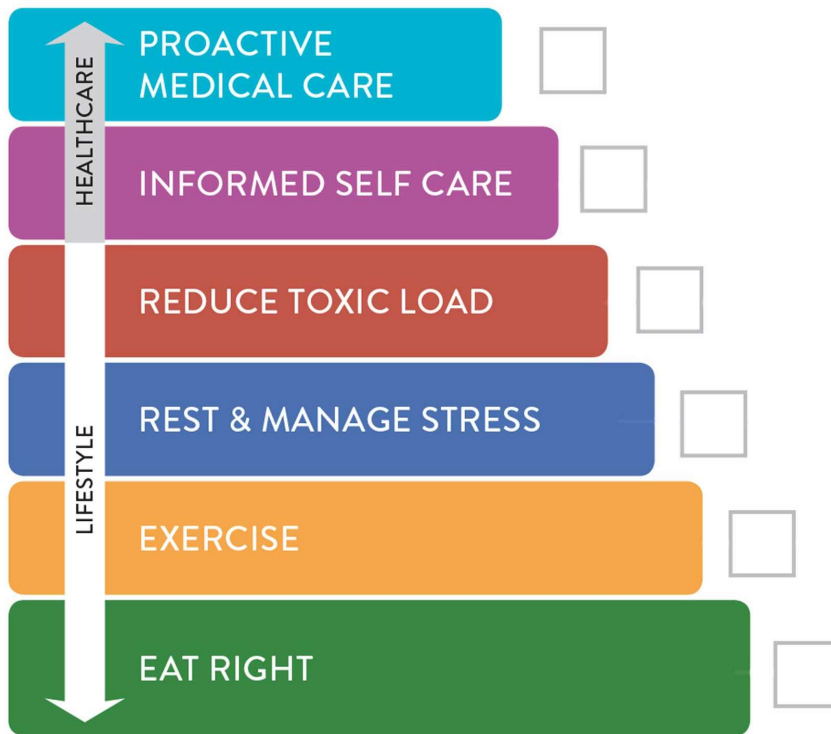 PROACTIVE
MEDICAL CARE
HEALTHCARE
INFORMED SELF CARE
REDUCE TOXIC LOAD
REST & MANAGE STRESS
LIFESTYLE
EXERCISE
EAT RIGHT